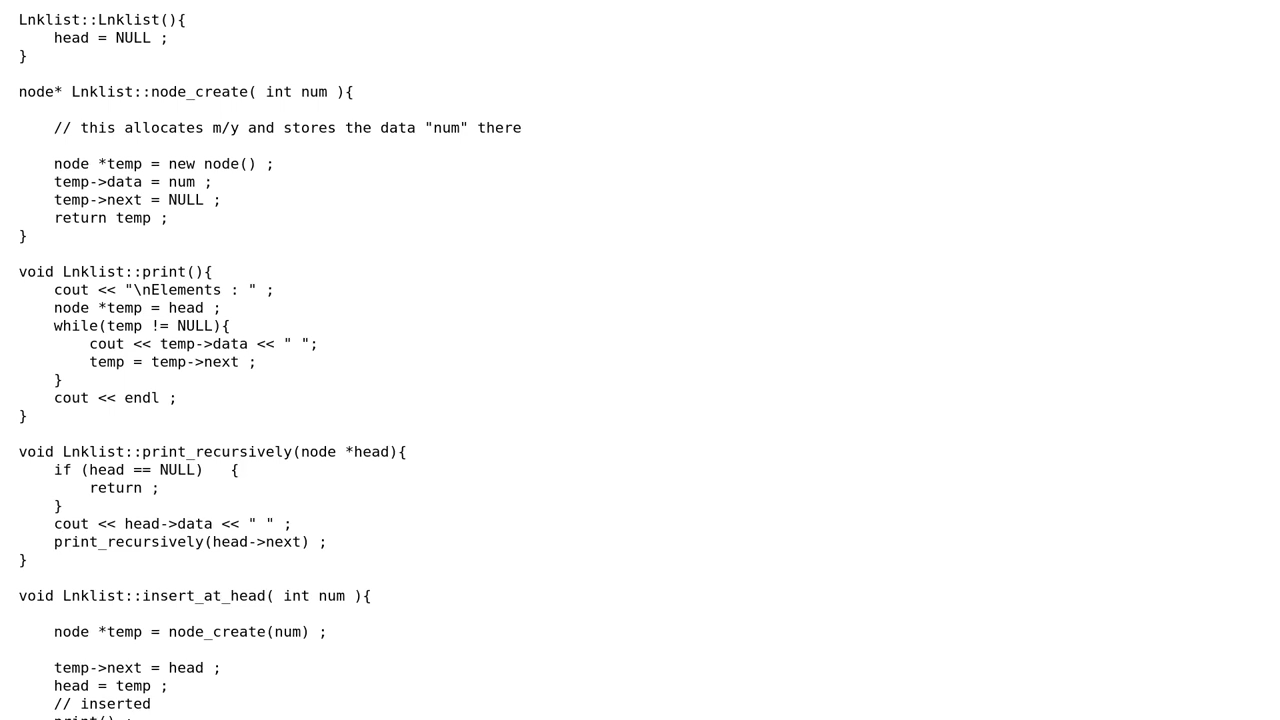 Lnklist::Lnklist(){
    head = NULL ;
}

node* Lnklist::node_create( int num ){

    // this allocates m/y and stores the data "num" there

    node *temp = new node() ;
    temp->data = num ;
    temp->next = NULL ;
    return temp ;
}

void Lnklist::print(){
    cout << "\nElements : " ;
    node *temp = head ;
    while(temp != NULL){
        cout << temp->data << " ";
        temp = temp->next ;
    }
    cout << endl ;
}

void Lnklist::print_recursively(node *head){
    if (head == NULL)   {
        return ;
    }
    cout << head->data << " " ;
    print_recursively(head->next) ;
}

void Lnklist::insert_at_head( int num ){

    node *temp = node_create(num) ;

    temp->next = head ;
    head = temp ;
    // inserted
    print() ;